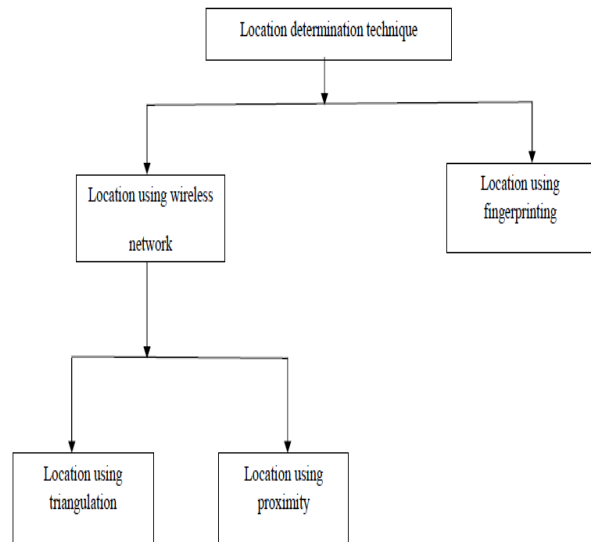 Location determination technique
Location using wireless
network
Location using
fingerprinting
Location using
triangulation
Location using
proximity